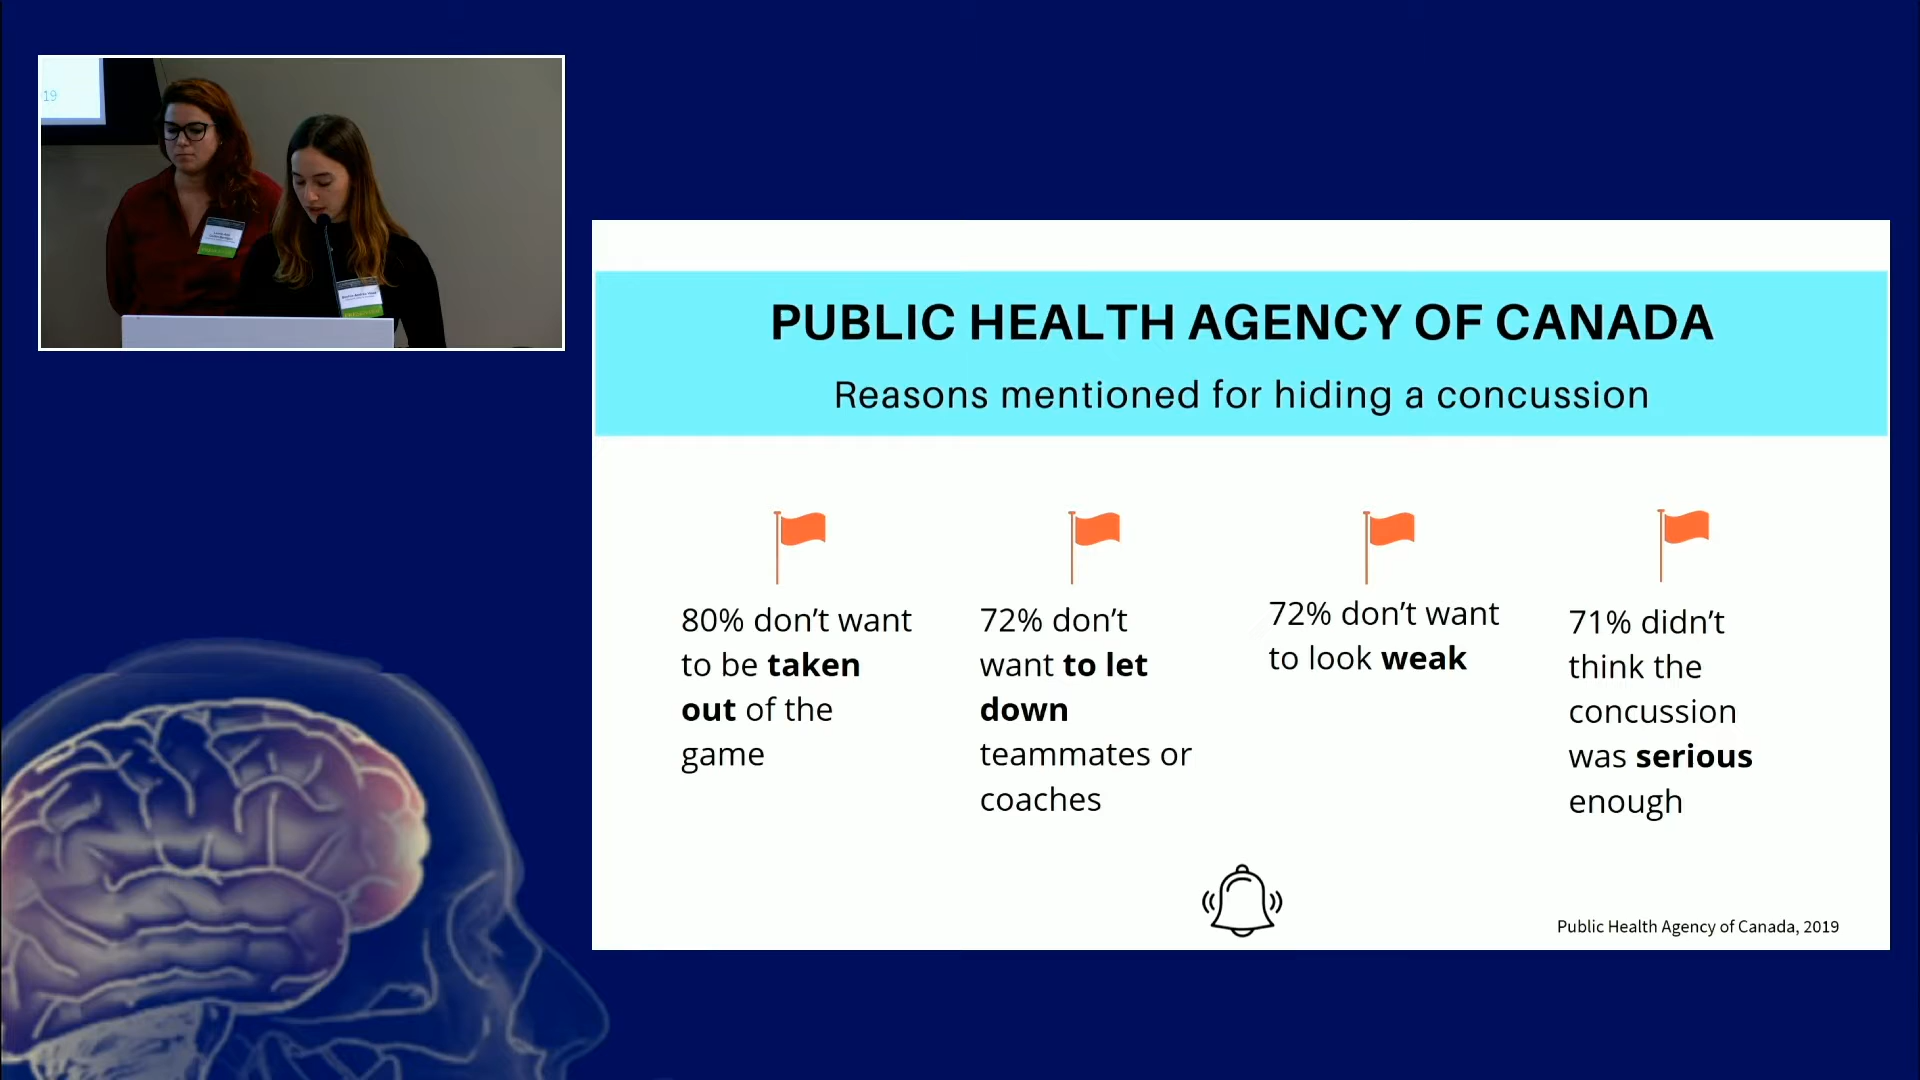 19
PUBLIC HEALTH AGENCY OF CANADA
Reasons mentioned for hiding a concussion
80% don’t want
to be taken
out of the
game
72% don’t
want to let
down
teammates or
coaches
72% don’t want
to look weak
71% didn’t
think the
concussion
was serious
enough
Public Health Agency of Canada, 2019